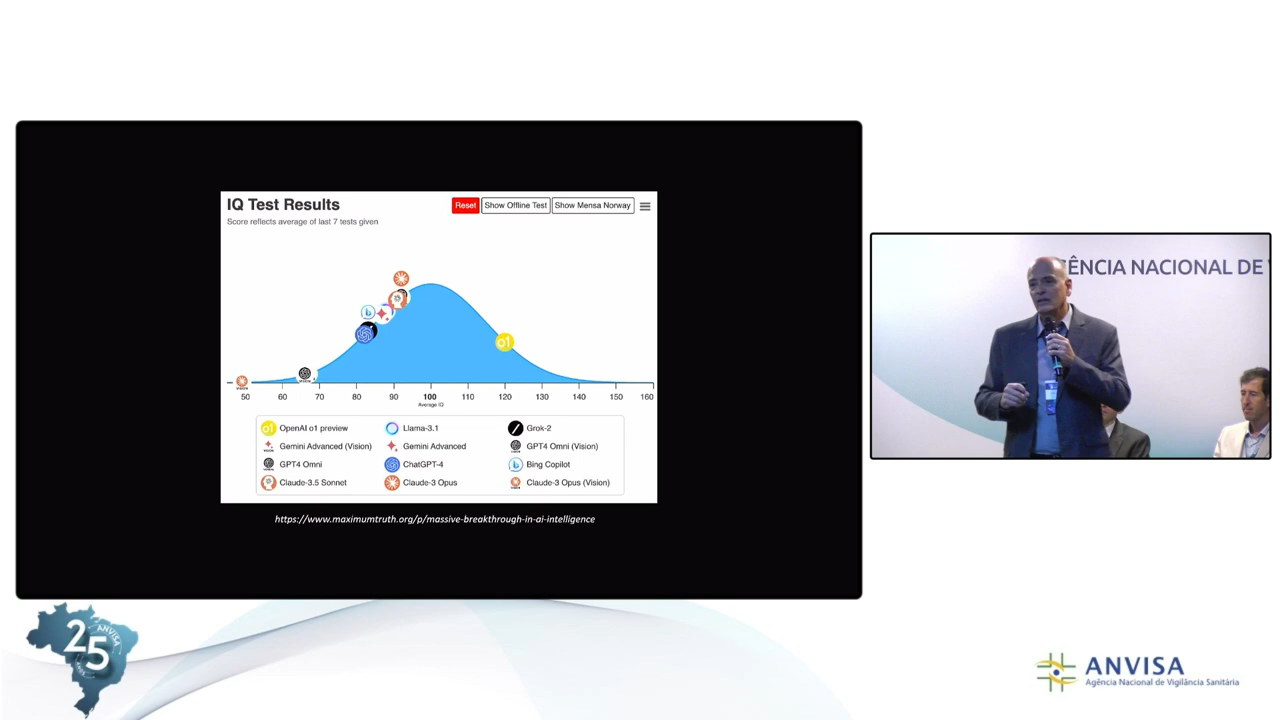 IQ Test Results
Reset Show Offline Test Show Mensa Norway
Score reflects average of last 7 tests given
o1
50 60 70 80 90 100 110 120 130 140 150 160
Average IQ
OpenAI o1 preview Llama-3.1 Grok-2
Gemini Advanced (Vision) Gemini Advanced GPT4 Omni (Vision)
GPT4 Omni ChatGPT-4 Bing Copilot
Claude-3.5 Sonnet Claude-3 Opus Claude-3 Opus (Vision)
https://www.maximumtruth.org/p/massive-breakthrough-in-ai-intelligence
ÊNCIA NACIONAL DE
25
ANVISA
ANVISA
Agência Nacional de Vigilância Sanitária